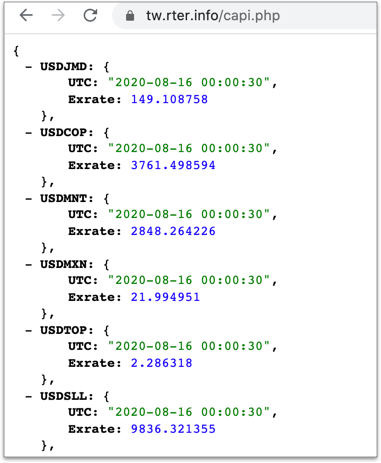 tw.rter.info/capi.php
{
- USDJMD: {
UTC: "2020-08-16 00:00:30",
Exrate: 149.108758
},
- USDCOP: {
UTC: "2020-08-16 00:00:30",
Exrate: 3761.498594
},
- USDMNT: {
UTC: "2020-08-16 00:00:30",
Exrate: 2848.264226
},
- USDMXN: {
UTC: "2020-08-16 00:00:30",
Exrate: 21.994951
},
- USDTOP: {
UTC: "2020-08-16 00:00:30",
Exrate: 2.286318
},
- USDSLL: {
UTC: "2020-08-16 00:00:30",
Exrate: 9836.321355
},